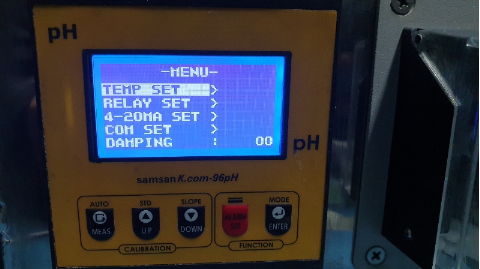 pH
-MENU-
TEMP SET >
RELAY SET >
4-20MA SET >
COM SET >
DAMPING : 00
pH
samsanK.com-96pH
AUTO STD SLOPE MODE
MEAS UP DOWN ENTER
CALIBRATION FUNCTION